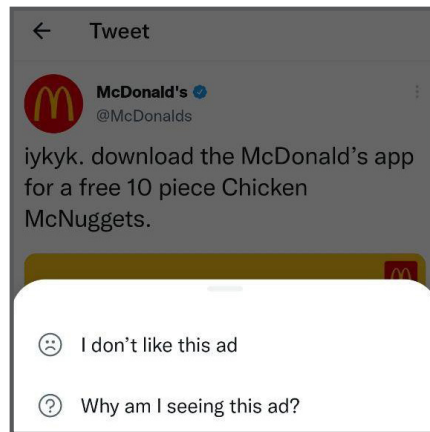 Tweet
McDonald's
@McDonalds
iykyk. download the McDonald’s app
for a free 10 piece Chicken
McNuggets.
I don’t like this ad
Why am I seeing this ad?